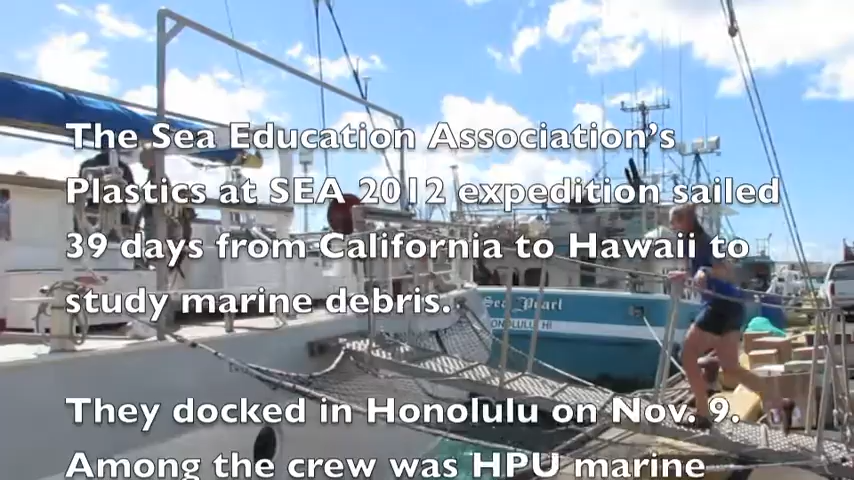 The Sea Education Association's
Plastics at SEA 2012 expedition sailed
39 days from California to Hawaii to
study marine debris.
Sea Pearl
HONOLULU HI
They docked in Honolulu on Nov. 9.
Among the crew was HPU marine